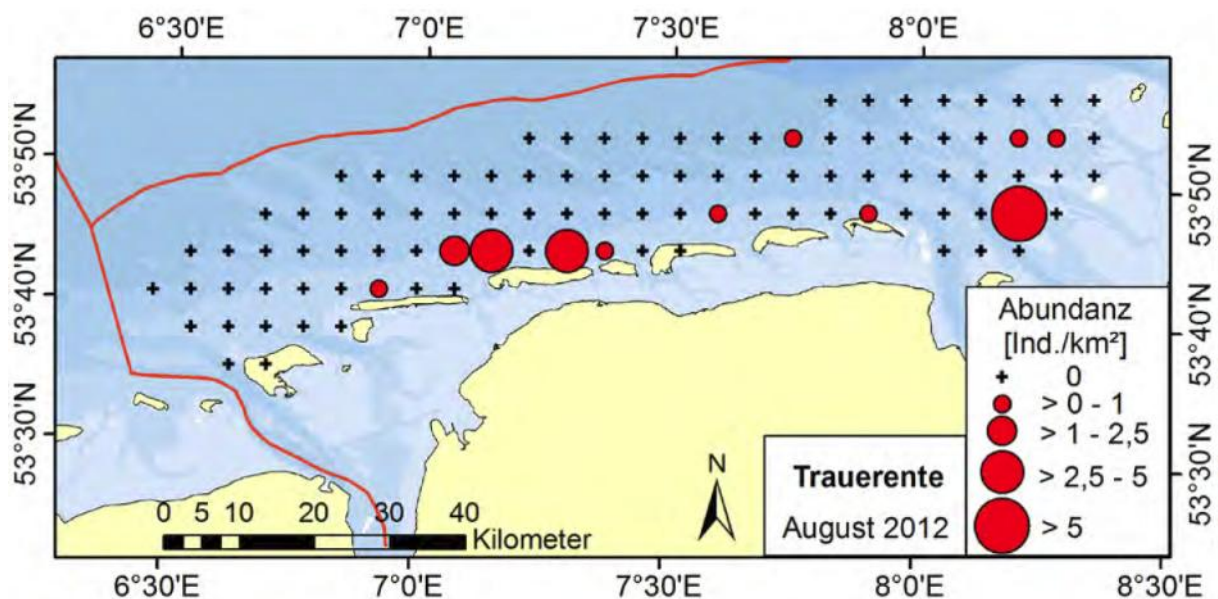 6°30'E 7°0'E 7°30'E 8°0'E
53°50'N
53°40'N
53°30'N
53°50'N
53°40'N
53°30'N
Abundanz
[Ind./km²]
0
> 0 - 1
> 1 - 2,5
> 2,5 - 5
> 5
N
Trauerente
August 2012
0 5 10 20 30 40
Kilometer
6°30'E 7°0'E 7°30'E 8°0'E 8°30'E